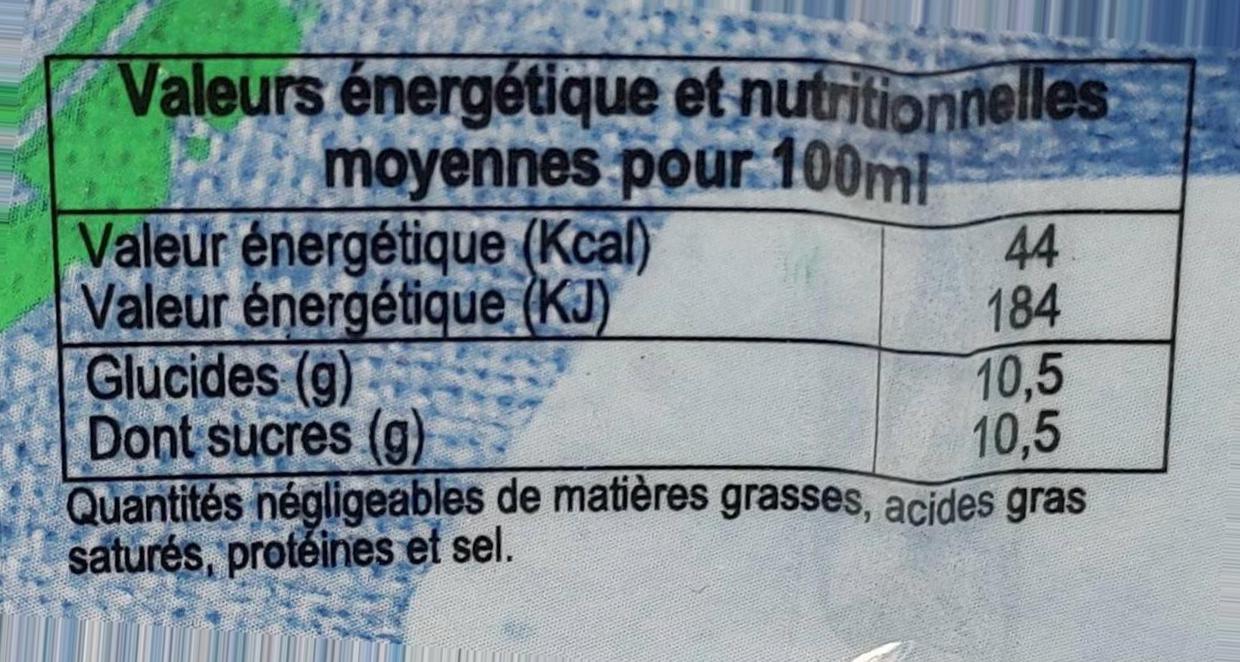 Valeurs énergétique et nutritionnelles
moyennes pour 100ml
Valeur énergétique (Kcal) 44
Valeur énergétique (KJ) 184
Glucides (g) 10,5
Dont sucres (g) 10,5
Quantités négligeables de matières grasses, acides gras
saturés, protéines et sel.